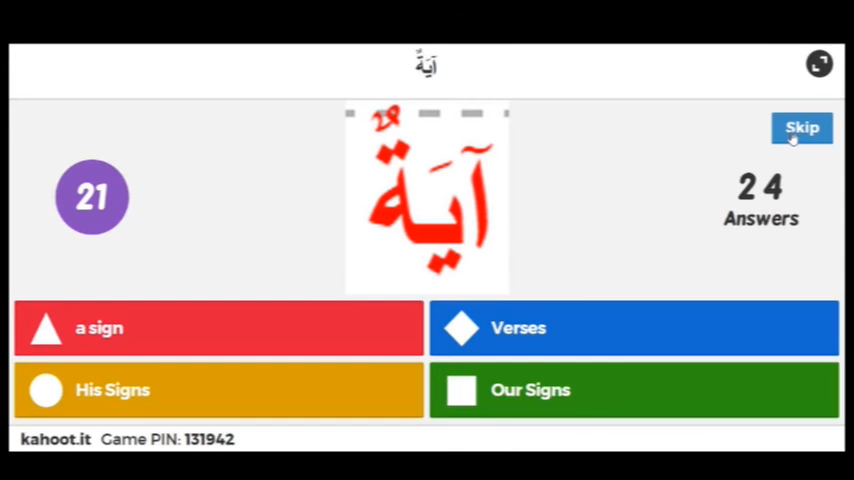 آيَةٌ
Skip
21
آيَةٌ
24
Answers
a sign
Verses
His Signs
Our Signs
kahoot.it Game PIN: 131942